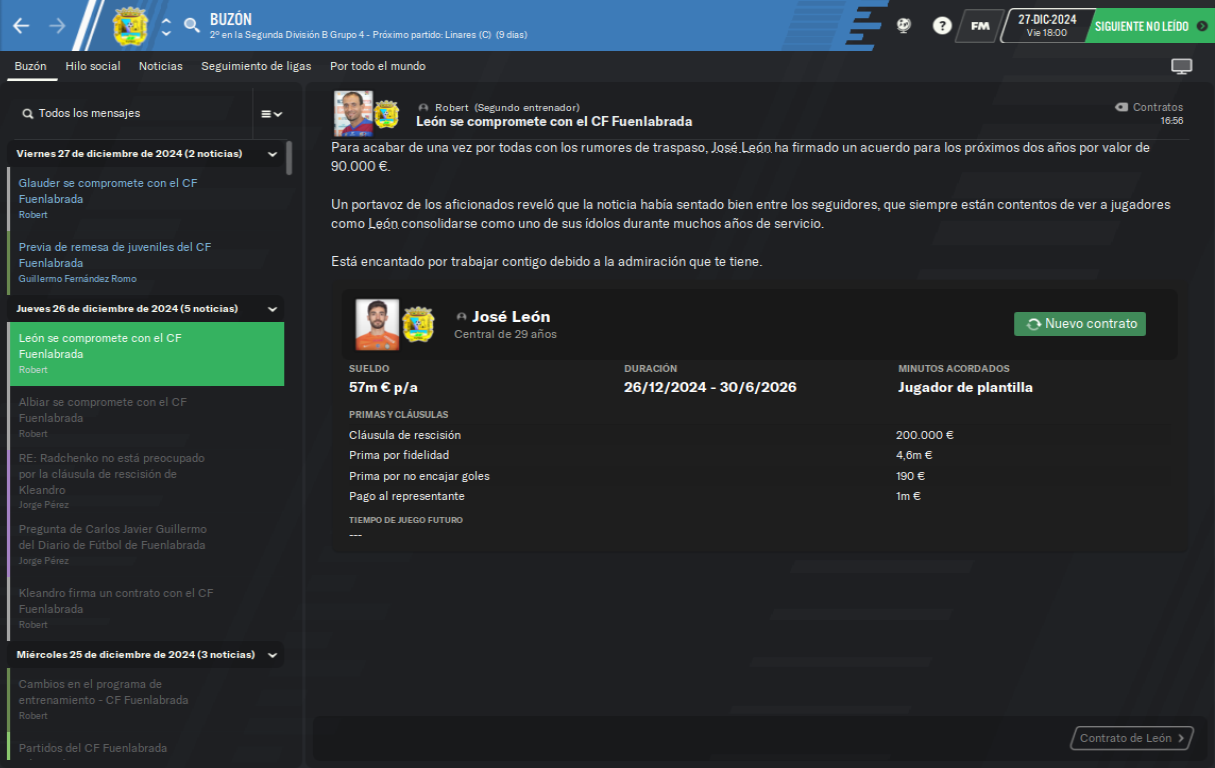 BUZÓN
2º en la Segunda División B Grupo 4 - Próximo partido: Linares (C) (9 días)
?
FM
27-DIC-2024
Vie 18:00
SIGUIENTE NO LEÍDO
Buzón
Hilo social
Noticias
Seguimiento de ligas
Por todo el mundo
Todos los mensajes
Viernes 27 de diciembre de 2024 (2 noticias)
Glauder se compromete con el CF
Fuenlabrada
Robert
Previa de remesa de juveniles del CF
Fuenlabrada
Guillermo Fernández Romo
Jueves 26 de diciembre de 2024 (5 noticias)
León se compromete con el CF
Fuenlabrada
Robert
Albiar se compromete con el CF
Fuenlabrada
Robert
RE: Radchenko no está preocupado
por la cláusula de rescisión de
Kleandro
Jorge Pérez
Pregunta de Carlos Javier Guillermo
del Diario de Fútbol de Fuenlabrada
Jorge Pérez
Kleandro firma un contrato con el CF
Fuenlabrada
Robert
Miércoles 25 de diciembre de 2024 (3 noticias)
Cambios en el programa de
entrenamiento - CF Fuenlabrada
Robert
Partidos del CF Fuenlabrada
Robert (Segundo entrenador)
León se compromete con el CF Fuenlabrada
Contratos
16:56
Para acabar de una vez por todas con los rumores de traspaso, José León ha firmado un acuerdo para los próximos dos años por valor de
90.000 €.
Un portavoz de los aficionados reveló que la noticia había sentado bien entre los seguidores, que siempre están contentos de ver a jugadores
como León consolidarse como uno de sus ídolos durante muchos años de servicio.
Está encantado por trabajar contigo debido a la admiración que te tiene.
José León
Central de 29 años
Nuevo contrato
SUELDO
57m € p/a
DURACIÓN
26/12/2024 - 30/6/2026
MINUTOS ACORDADOS
Jugador de plantilla
PRIMAS Y CLÁUSULAS
Cláusula de rescisión 200.000 €
Prima por fidelidad 4,6m €
Prima por no encajar goles 190 €
Pago al representante 1m €
TIEMPO DE JUEGO FUTURO
---
Contrato de León